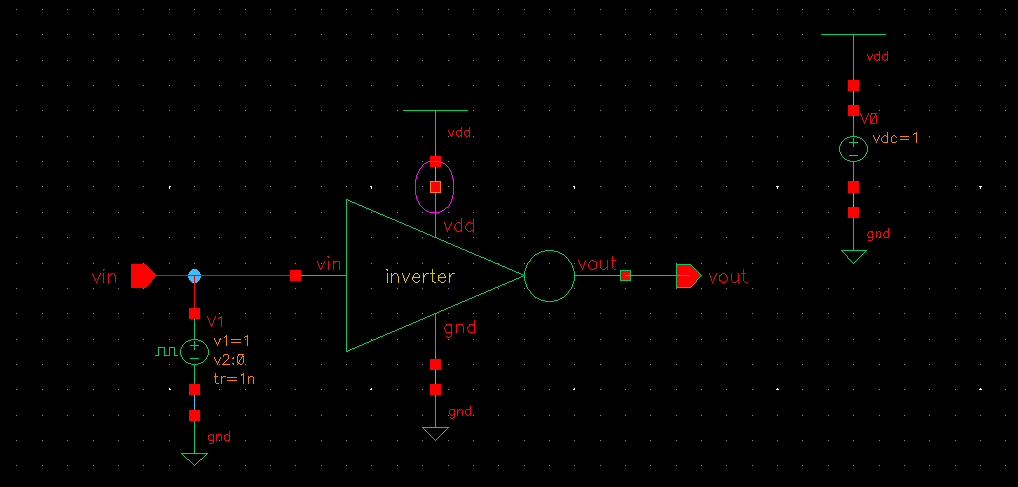 vdd
V0
vdc=1
gnd
vdd
vdd
vin
vin
inverter
vout
vout
gnd
gnd
V1
v1=1
v2:0
tr=1n
gnd